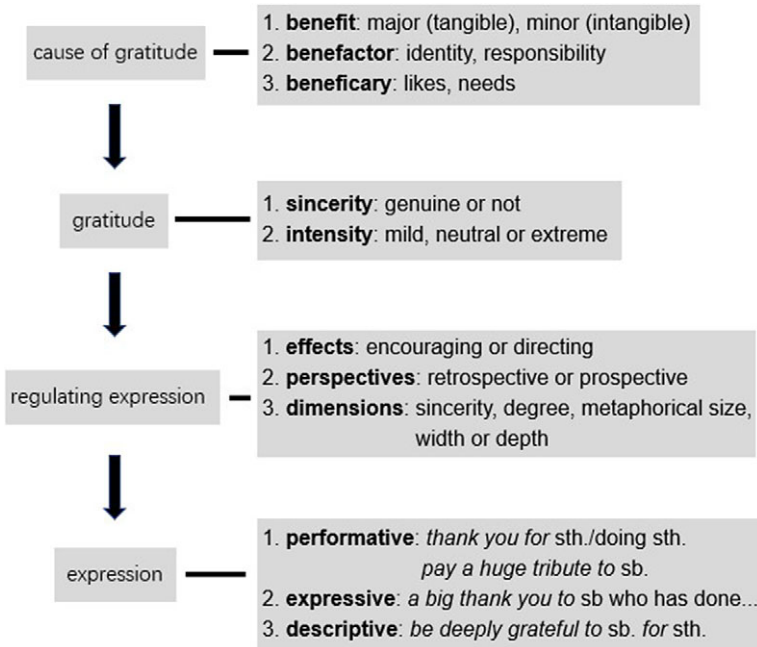 cause of gratitude
1. benefit: major (tangible), minor (intangible)
2. benefactor: identity, responsibility
3. beneficary: likes, needs
gratitude
1. sincerity: genuine or not
2. intensity: mild, neutral or extreme
regulating expression
1. effects: encouraging or directing
2. perspectives: retrospective or prospective
3. dimensions: sincerity, degree, metaphorical size,
width or depth
expression
1. performative: thank you for sth./doing sth.
pay a huge tribute to sb.
2. expressive: a big thank you to sb who has done...
3. descriptive: be deeply grateful to sb. for sth.